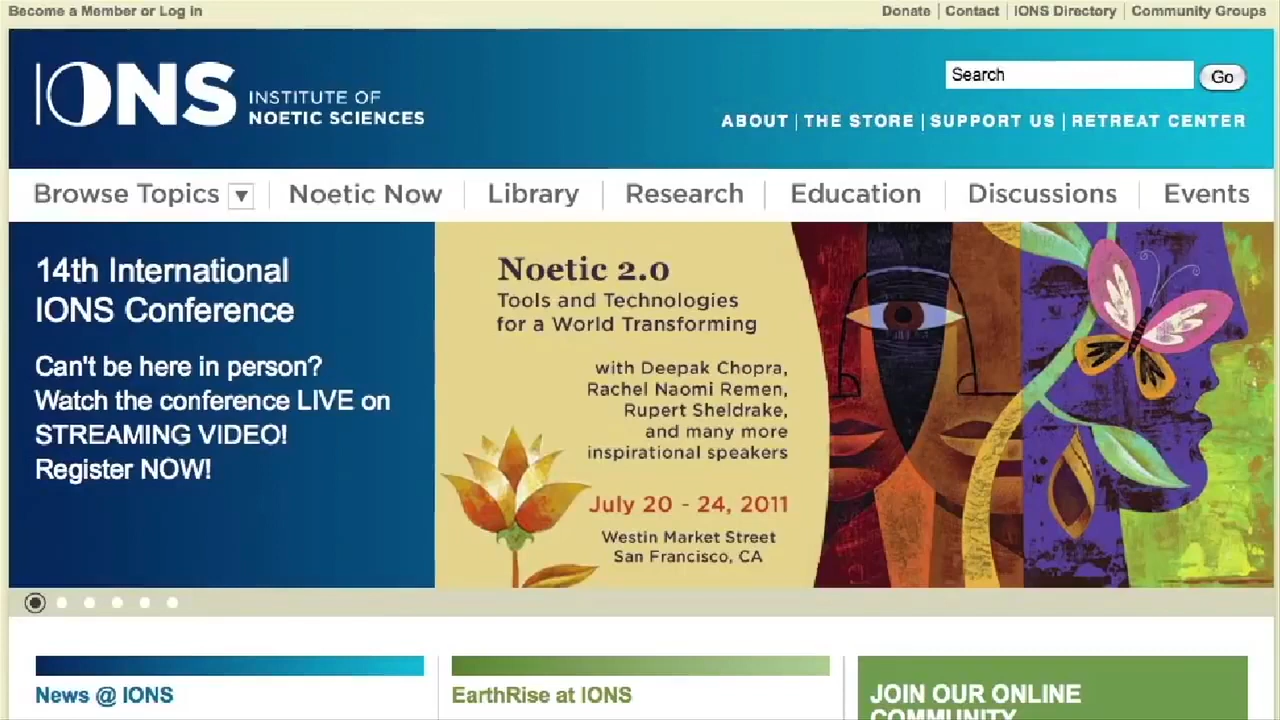 Become a Member or Log in
Donate | Contact | IONS Directory | Community Groups
IONS INSTITUTE OF
NOETIC SCIENCES
Search
Go
ABOUT | THE STORE | SUPPORT US | RETREAT CENTER
Browse Topics ▼ | Noetic Now | Library | Research | Education | Discussions | Events
14th International
IONS Conference
Can't be here in person?
Watch the conference LIVE on
STREAMING VIDEO!
Register NOW!
Noetic 2.0
Tools and Technologies
for a World Transforming
with Deepak Chopra,
Rachel Naomi Remen,
Rupert Sheldrake,
and many more
inspirational speakers
July 20 - 24, 2011
Westin Market Street
San Francisco, CA
News @ IONS
EarthRise at IONS
JOIN OUR ONLINE
COMMUNITY